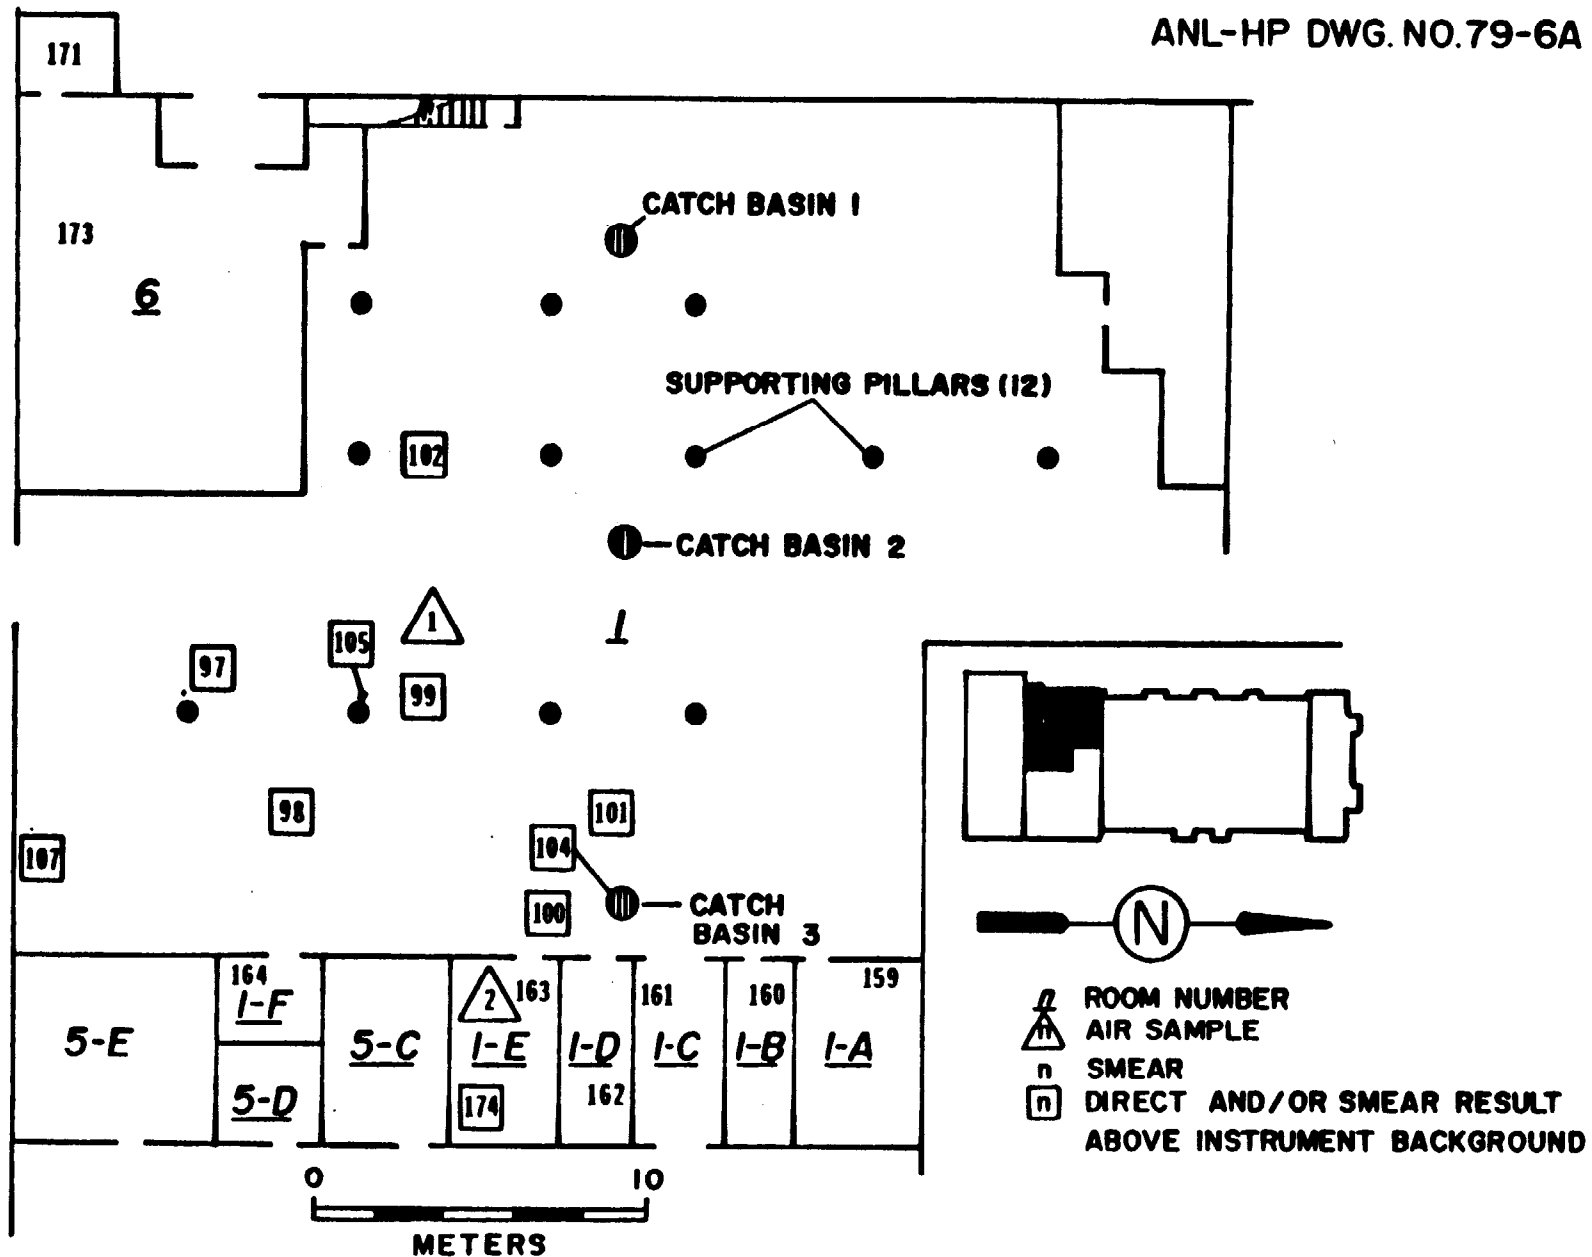 ANL-HP DWG. NO. 79-6A
171
CATCH BASIN 1
173
6
SUPPORTING PILLARS (12)
102
CATCH BASIN 2
1
1
105
97
99
98
101
104
107
100
CATCH
BASIN 3
N
164
1-F
2
163
161
160
159
5-E
5-C
1-E
1-D
1-C
1-B
1-A
5-D
174
162
n ROOM NUMBER
n AIR SAMPLE
n SMEAR
n DIRECT AND/OR SMEAR RESULT
ABOVE INSTRUMENT BACKGROUND
0 10
METERS